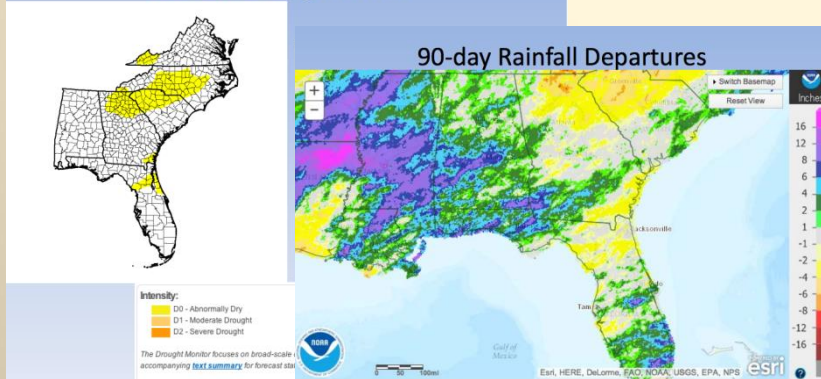 90-day Rainfall Departures
+
-
Switch Basemap
Reset View
Inches
16
12
8
6
4
2
1
-1
-2
-4
-6
-8
-12
-16
Jacksonville
Gulf of
Mexico
0 50 100mi
NOAA
Esri, HERE, DeLorme, FAO, NOAA, USGS, EPA, NPS
esri
?
Intensity:
D0 - Abnormally Dry
D1 - Moderate Drought
D2 - Severe Drought
The Drought Monitor focuses on broad-scale
accompanying text summary for forecast